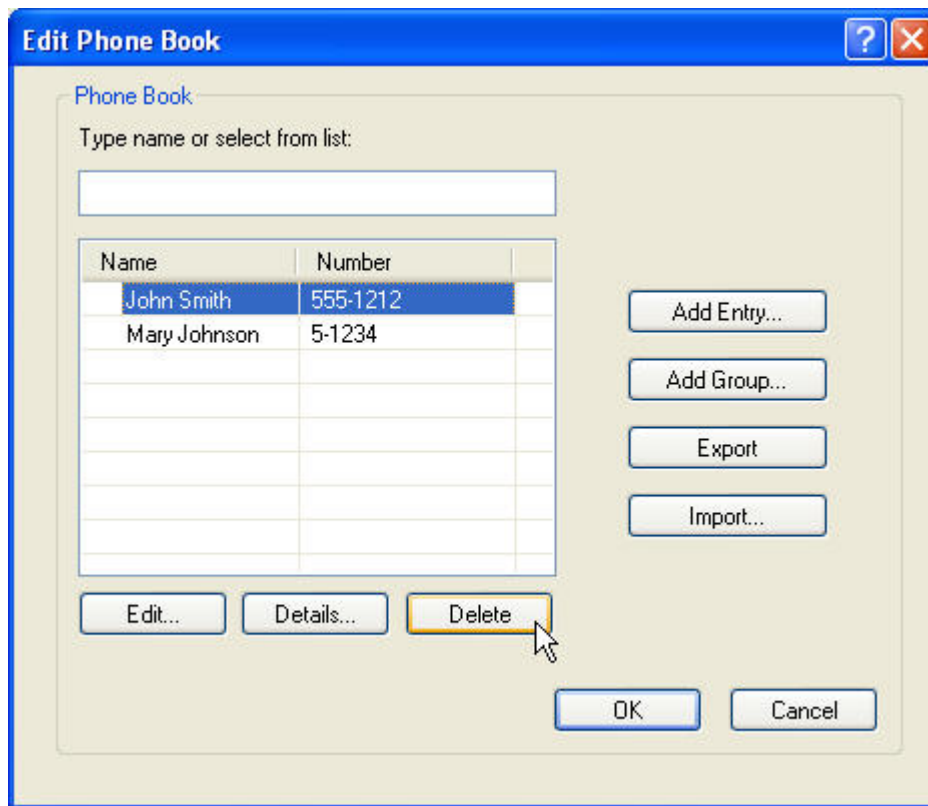 Edit Phone Book
Phone Book
Type name or select from list:
Name Number
John Smith 555-1212
Mary Johnson 5-1234
Add Entry...
Add Group...
Export
Import...
Edit... Details... Delete
OK Cancel